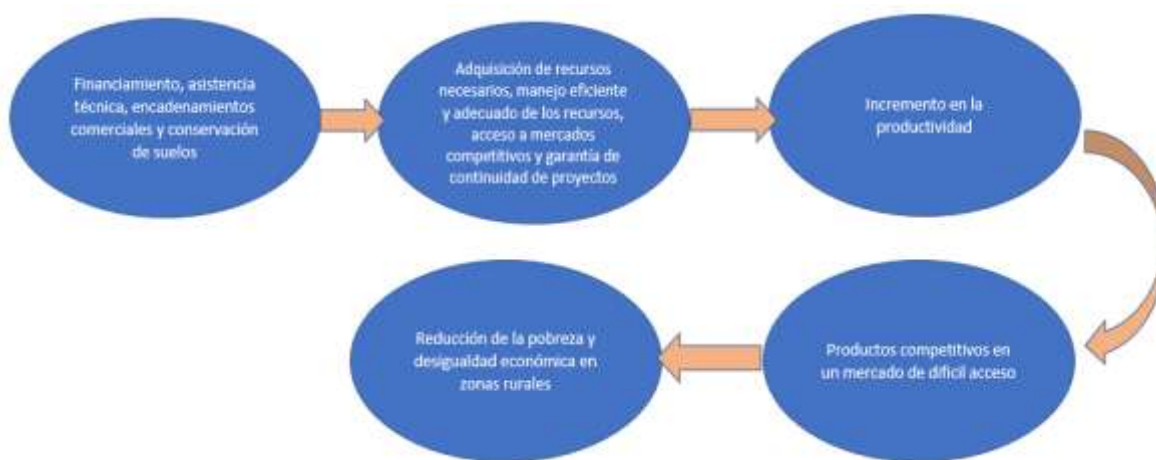 Financiamiento, asistencia
técnica, encadenamientos
comerciales y conservación
de suelos
Adquisición de recursos
necesarios, manejo eficiente
y adecuado de los recursos,
acceso a mercados
competitivos y garantía de
continuidad de proyectos
Incremento en la
productividad
Productos competitivos en
un mercado de difícil acceso
Reducción de la pobreza y
desigualdad económica en
zonas rurales